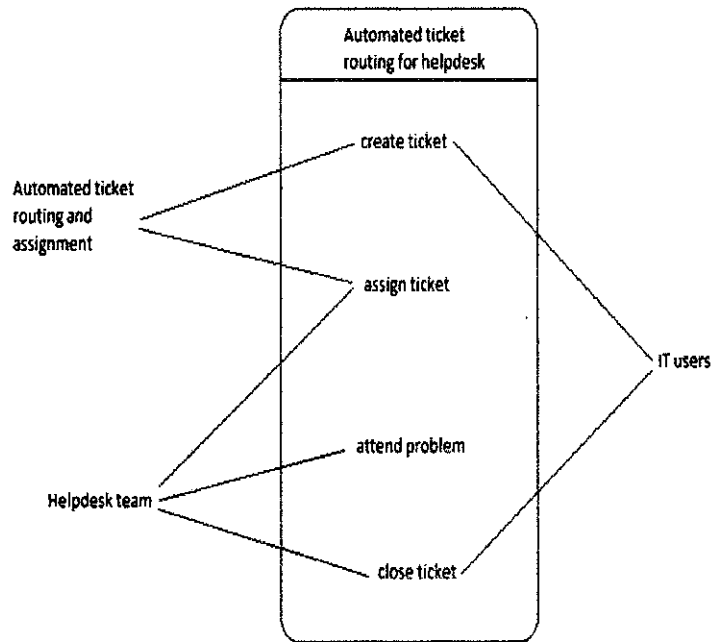 Automated ticket
routing for helpdesk
create ticket
Automated ticket
routing and
assignment
assign ticket
IT users
attend problem
Helpdesk team
close ticket